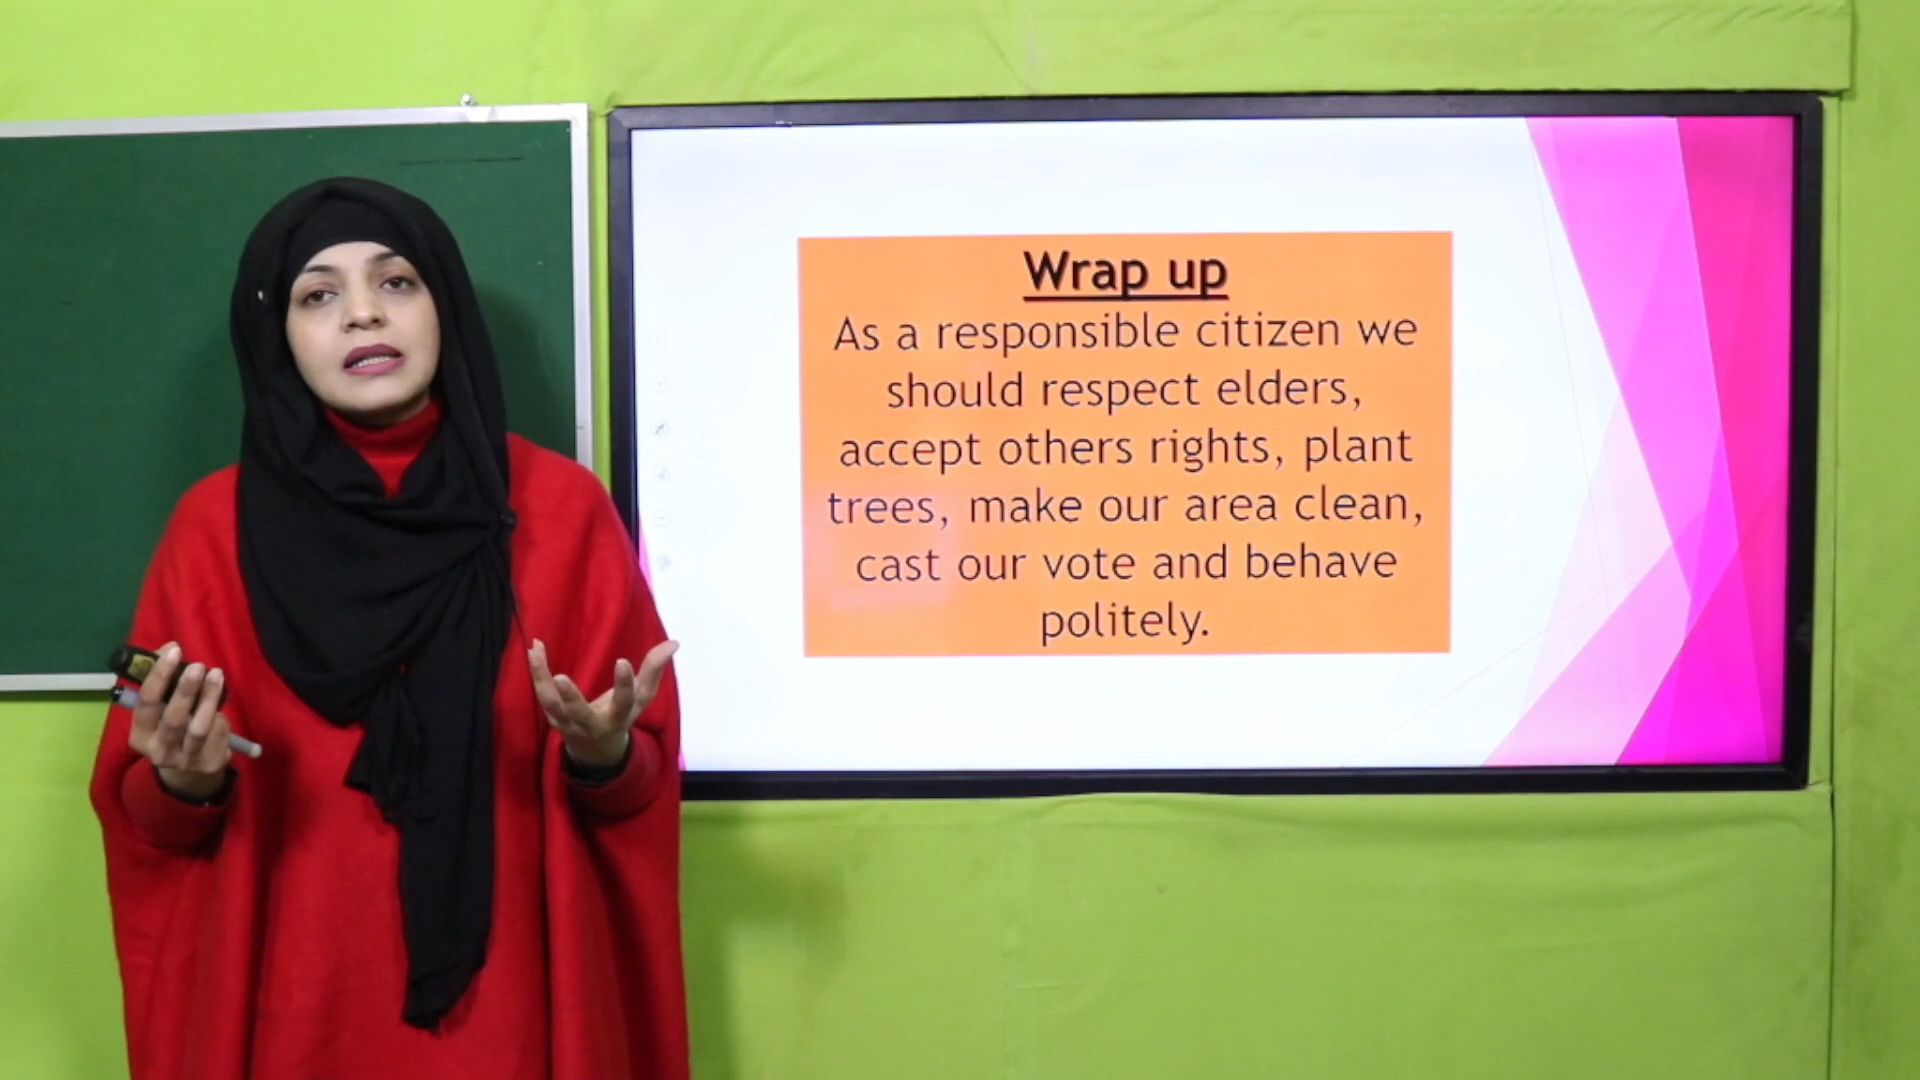 Wrap up
As a responsible citizen we
should respect elders,
accept others rights, plant
trees, make our area clean,
cast our vote and behave
politely.